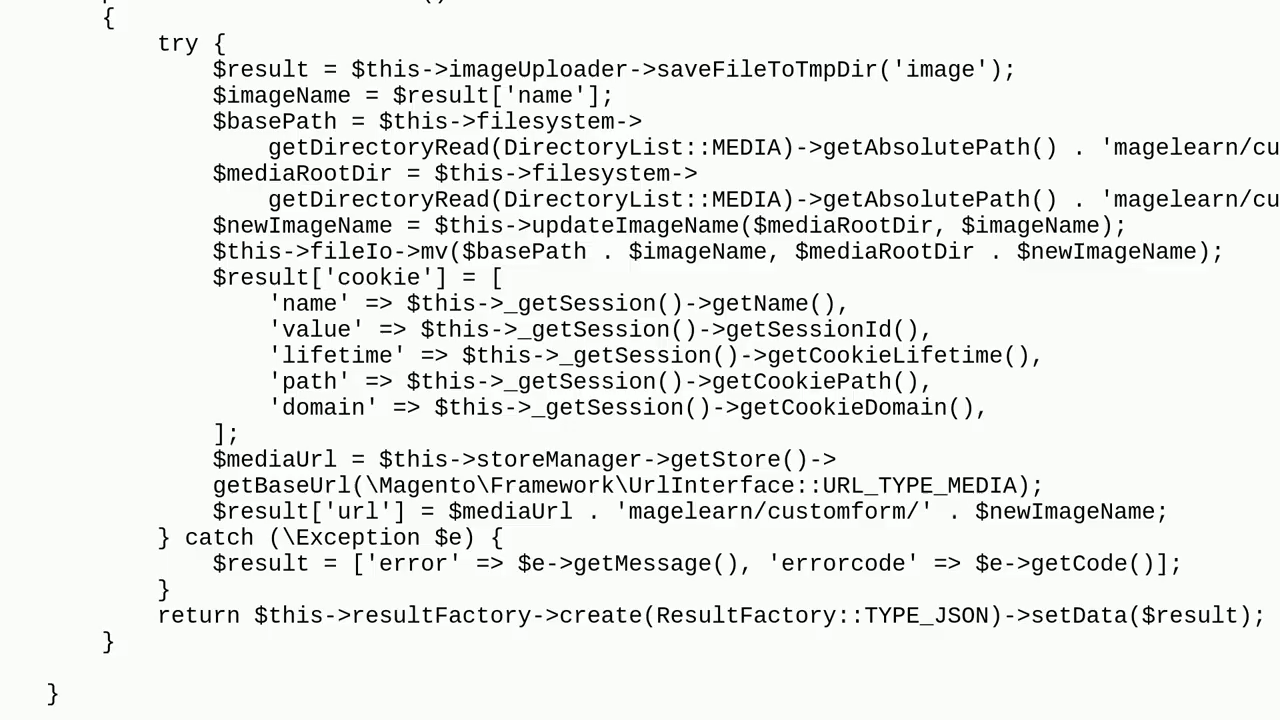 {
try {
$result = $this->imageUploader->saveFileToTmpDir('image');
$imageName = $result['name'];
$basePath = $this->filesystem->
getDirectoryRead(DirectoryList::MEDIA)->getAbsolutePath() . 'magelearn/cu
$mediaRootDir = $this->filesystem->
getDirectoryRead(DirectoryList::MEDIA)->getAbsolutePath() . 'magelearn/cu
$newImageName = $this->updateImageName($mediaRootDir, $imageName);
$this->fileIo->mv($basePath . $imageName, $mediaRootDir . $newImageName);
$result['cookie'] = [
'name' => $this->_getSession()->getName(),
'value' => $this->_getSession()->getSessionId(),
'lifetime' => $this->_getSession()->getCookieLifetime(),
'path' => $this->_getSession()->getCookiePath(),
'domain' => $this->_getSession()->getCookieDomain(),
];
$mediaUrl = $this->storeManager->getStore()->
getBaseUrl(\Magento\Framework\UrlInterface::URL_TYPE_MEDIA);
$result['url'] = $mediaUrl . 'magelearn/customform/' . $newImageName;
} catch (\Exception $e) {
$result = ['error' => $e->getMessage(), 'errorcode' => $e->getCode()];
}
return $this->resultFactory->create(ResultFactory::TYPE_JSON)->setData($result);
}
}